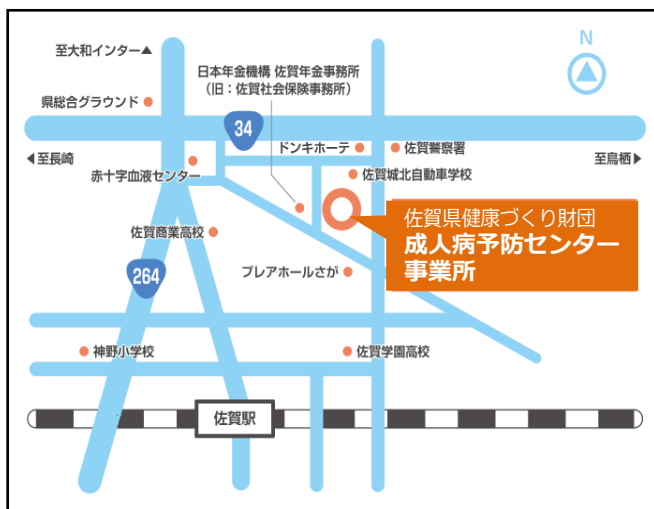 至大和インター▲
N
日本年金機構 佐賀年金事務所
（旧：佐賀社会保険事務所）
県総合グラウンド
34
ドンキホーテ
佐賀警察署
◀至長崎
至鳥栖▶
赤十字血液センター
佐賀城北自動車学校
佐賀県健康づくり財団
成人病予防センター
事業所
佐賀商業高校
264
プレアホールさが
神野小学校
佐賀学園高校
佐賀駅